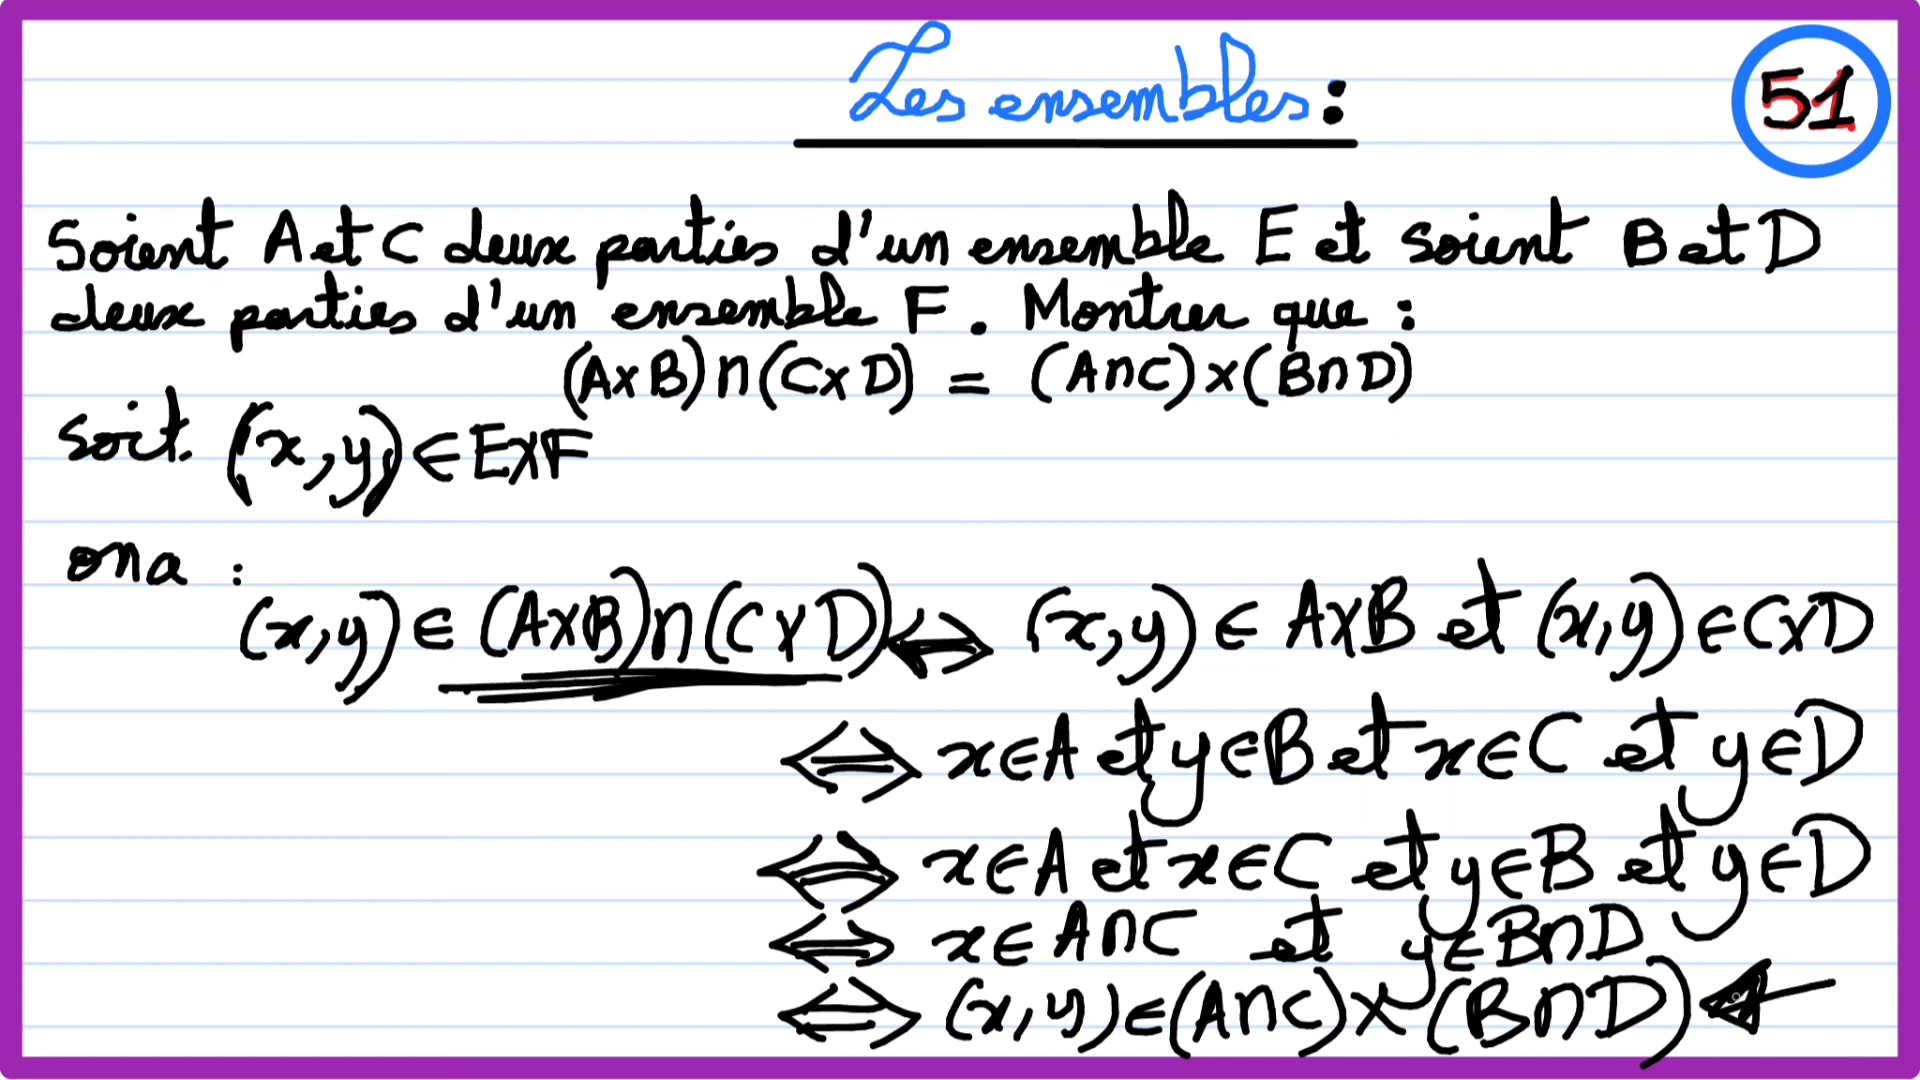 Les ensembles :
51
Soient A et C deux parties d'un ensemble E et soient B et D
deux parties d'un ensemble F. Montrer que :
(A×B)∩(C×D) = (A∩C)×(B∩D)
soit (x,y)∈E×F
on a :
(x,y)∈(A×B)∩(C×D) ⟺ (x,y)∈A×B et (x,y)∈C×D
⟺ x∈A et y∈B et x∈C et y∈D
⟺ x∈A et x∈C et y∈B et y∈D
⟺ x∈A∩C et y∈B∩D
⟺ (x,y)∈(A∩C)×(B∩D)